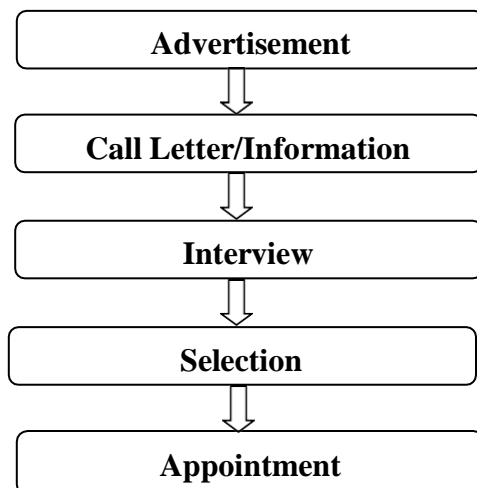 Advertisement
Call Letter/Information
Interview
Selection
Appointment